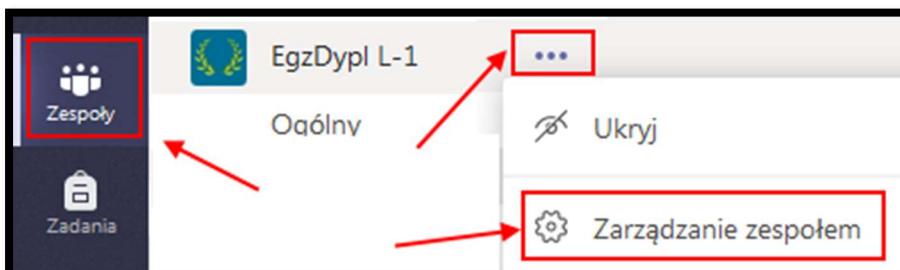 EgzDypl L-1
•••
Zespoły
Ogólny
Ukryj
Zadania
Zarządzanie zespołem